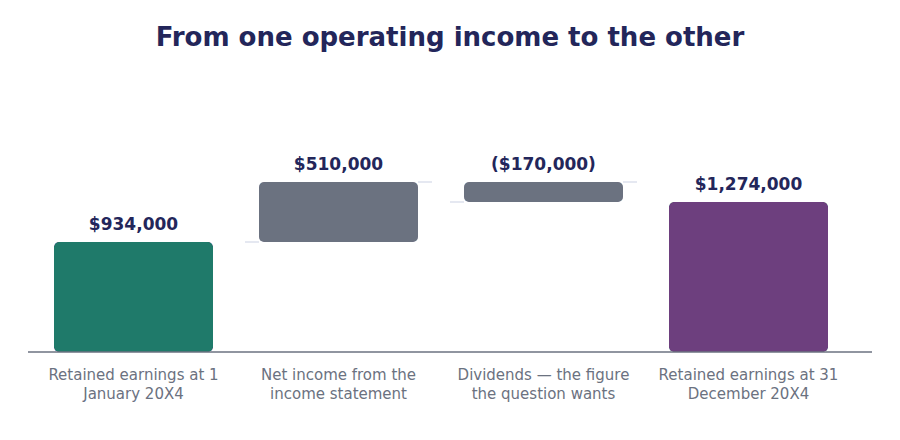 From one operating income to the other
$934,000
$510,000
($170,000)
$1,274,000
Retained earnings at 1
January 20X4
Net income from the
income statement
Dividends — the figure
the question wants
Retained earnings at 31
December 20X4